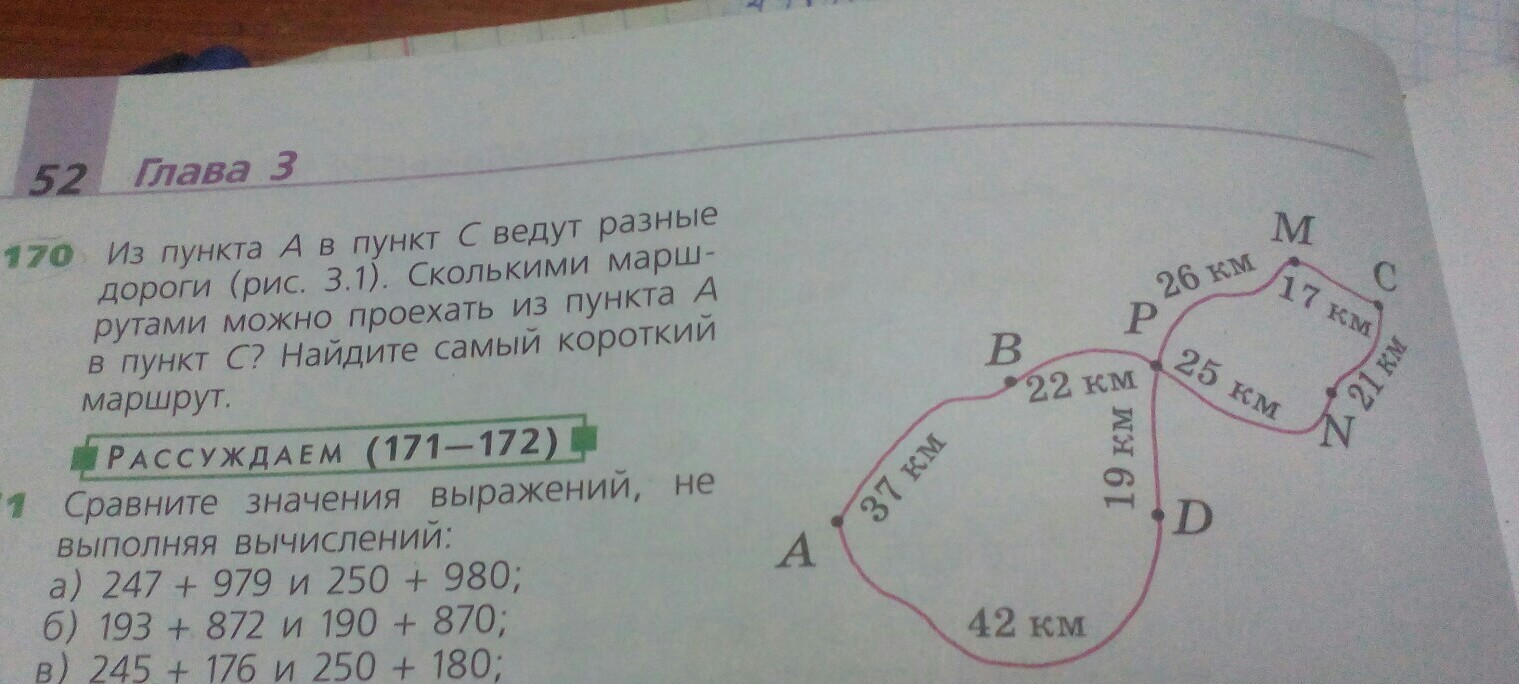 52 Глава 3
170 Из пункта А в пункт С ведут разные
дороги (рис. 3.1). Сколькими марш-
рутами можно проехать из пункта А
в пункт С? Найдите самый короткий
маршрут.
РАССУЖДАЕМ (171—172)
1 Сравните значения выражений, не
выполняя вычислений:
а) 247 + 979 и 250 + 980;
б) 193 + 872 и 190 + 870;
в) 245 + 176 и 250 + 180;
M
26 км
C
17 км
P
B
22 км
25 км
21 км
N
19 км
37 км
D
A
42 км